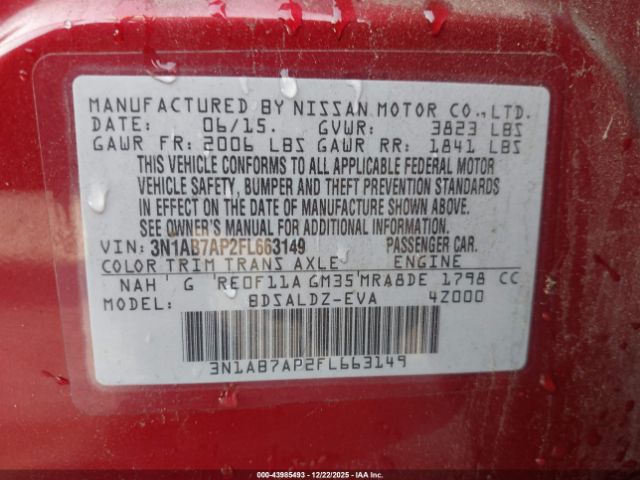 MANUFACTURED BY NISSAN MOTOR CO., LTD.
DATE: 06/15. GVWR: 3823 LBS
GAWR FR: 2006 LBS GAWR RR: 1841 LBS
THIS VEHICLE CONFORMS TO ALL APPLICABLE FEDERAL MOTOR
VEHICLE SAFETY, BUMPER AND THEFT PREVENTION STANDARDS
IN EFFECT ON THE DATE OF MANUFACTURE SHOWN ABOVE.
SEE OWNER'S MANUAL FOR ADDITIONAL INFORMATION.
VIN: 3N1AB7AP2FL663149 PASSENGER CAR.
COLOR TRIM TRANS AXLE ENGINE
NAH G RE0F11A GM35 MRA8DE 1798 CC
MODEL: BDSALDZ-EVA 4Z000
3N1AB7AP2FL663149
000-43985493 - 12/22/2025 - COPART, INC.